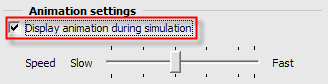 Animation settings
Display animation during simulation
Speed Slow Fast